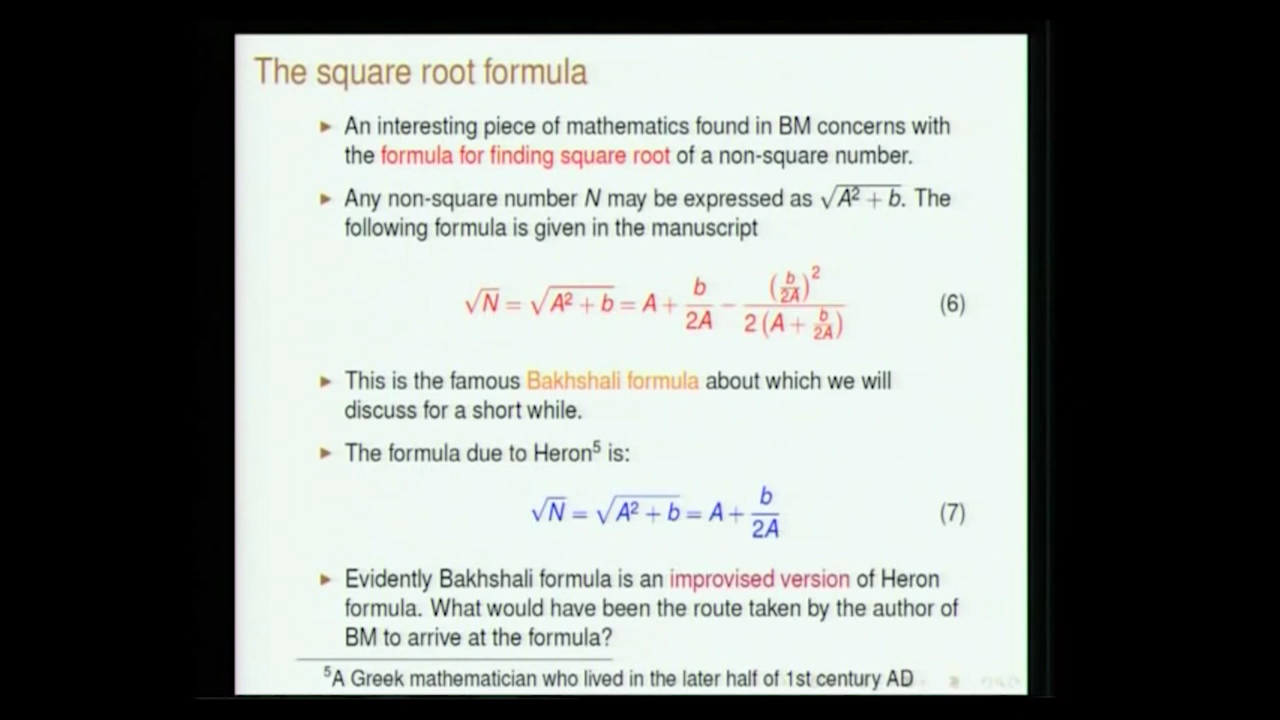 The square root formula
► An interesting piece of mathematics found in BM concerns with
the formula for finding square root of a non-square number.
► Any non-square number N may be expressed as √(A² + b). The
following formula is given in the manuscript
√N = √(A² + b) = A + b/2A − (b/2A)² / 2(A + b/2A) (6)
► This is the famous Bakhshali formula about which we will
discuss for a short while.
► The formula due to Heron⁵ is:
√N = √(A² + b) = A + b/2A (7)
► Evidently Bakhshali formula is an improvised version of Heron
formula. What would have been the route taken by the author of
BM to arrive at the formula?
⁵A Greek mathematician who lived in the later half of 1st century AD